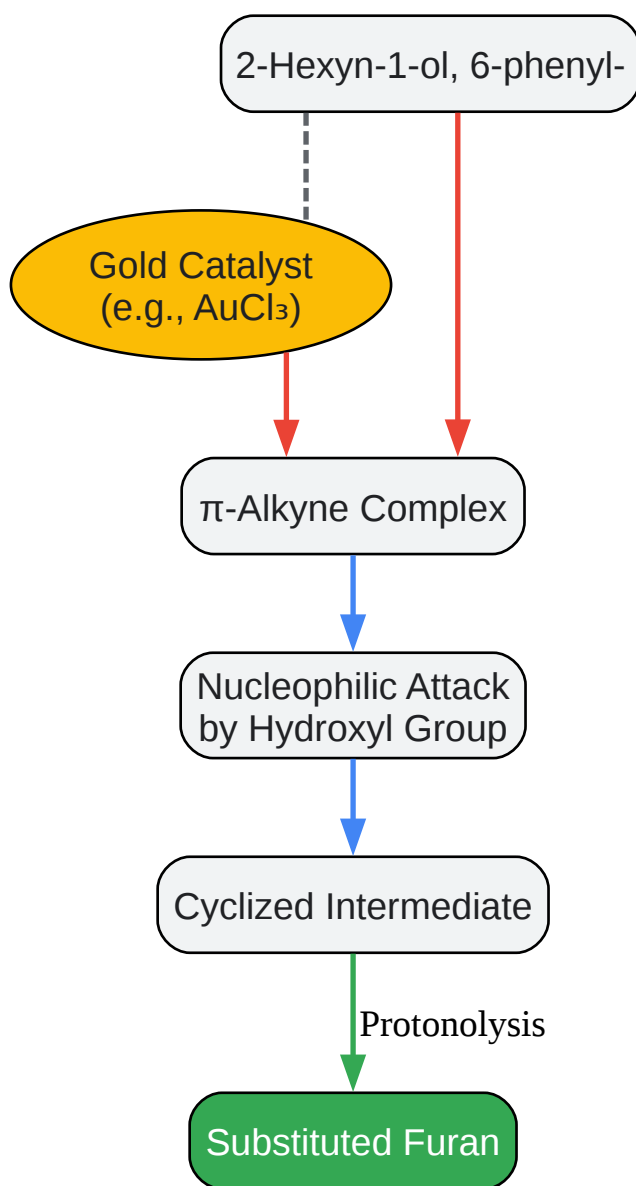 2-Hexyn-1-ol, 6-phenyl-
Gold Catalyst
(e.g., AuCl₃)
π-Alkyne Complex
Nucleophilic Attack
by Hydroxyl Group
Cyclized Intermediate
Protonolysis
Substituted Furan